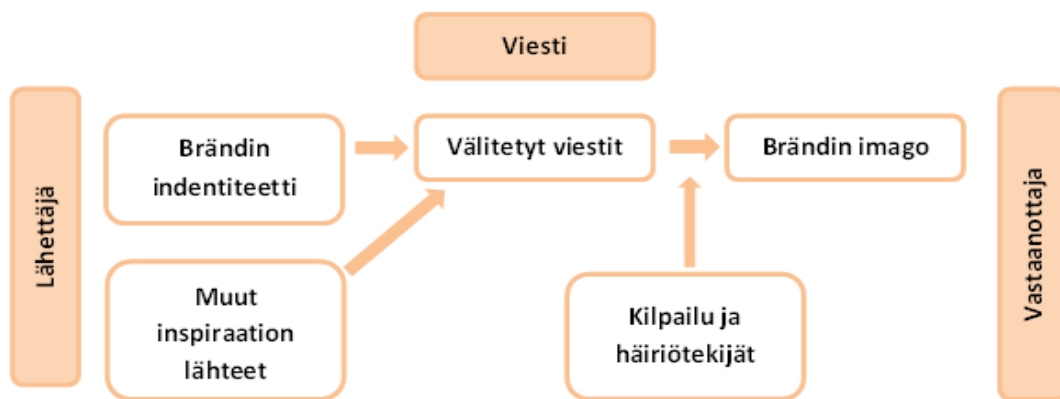 Viesti
Lähettäjä
Brändin
indentiteetti
Välitetyt viestit
Brändin imago
Muut
inspiraation
lähteet
Kilpailu ja
häiriötekijät
Vastaanottaja